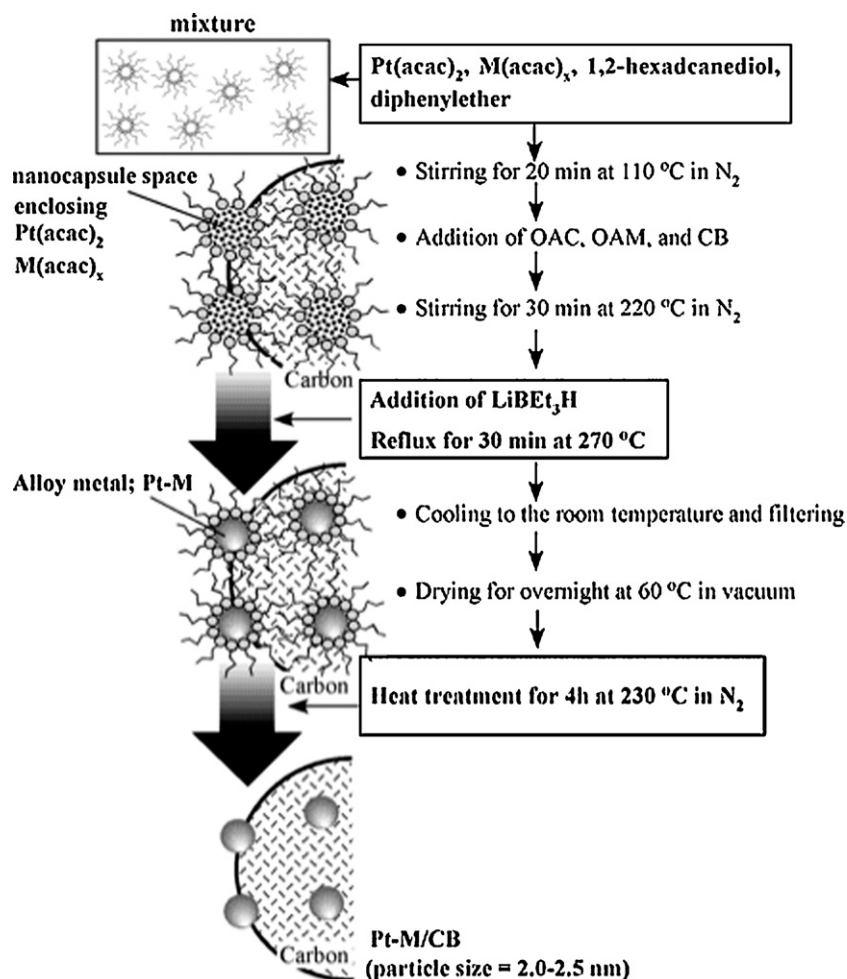 mixture
Pt(acac)₂, M(acac)ₓ, 1,2-hexadcanediol,
diphenylether
nanocapsule space
enclosing
Pt(acac)₂
M(acac)ₓ
• Stirring for 20 min at 110 °C in N₂
• Addition of OAC, OAM, and CB
• Stirring for 30 min at 220 °C in N₂
Carbon
Addition of LiBEt₃H
Reflux for 30 min at 270 °C
Alloy metal; Pt-M
• Cooling to the room temperature and filtering
• Drying for overnight at 60 °C in vacuum
Carbon
Heat treatment for 4h at 230 °C in N₂
Carbon
Pt-M/CB
(particle size = 2.0-2.5 nm)